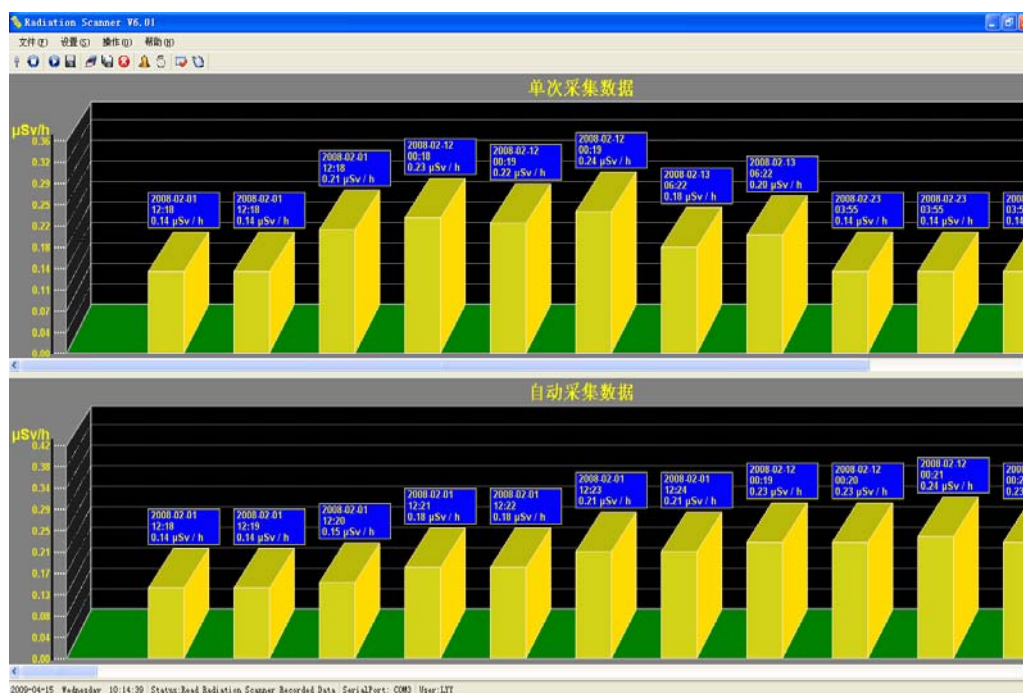 Radiation Scanner V6.01
文件(F) 设置(S) 操作(O) 帮助(H)
单次采集数据
μSv/h
0.36
0.32
0.29
0.25
0.22
0.18
0.14
0.11
0.07
0.04
0.00
2008-02-01
12:18
0.14 μSv / h
2008-02-01
12:18
0.14 μSv / h
2008-02-01
12:18
0.21 μSv / h
2008-02-12
00:18
0.23 μSv / h
2008-02-12
00:19
0.22 μSv / h
2008-02-12
00:19
0.24 μSv / h
2008-02-13
06:22
0.18 μSv / h
2008-02-13
06:22
0.20 μSv / h
2008-02-23
03:55
0.14 μSv / h
2008-02-23
03:55
0.14 μSv / h
2008
03:5
0.14
自动采集数据
μSv/h
0.42
0.38
0.34
0.29
0.25
0.21
0.17
0.13
0.08
0.04
0.00
2008-02-01
12:18
0.14 μSv / h
2008-02-01
12:19
0.14 μSv / h
2008-02-01
12:20
0.15 μSv / h
2008-02-01
12:21
0.18 μSv / h
2008-02-01
12:22
0.18 μSv / h
2008-02-01
12:23
0.21 μSv / h
2008-02-01
12:24
0.21 μSv / h
2008-02-12
00:19
0.23 μSv / h
2008-02-12
00:20
0.23 μSv / h
2008-02-12
00:21
0.24 μSv / h
2008
00:2
0.23
2009-04-15 Wednesday 10:14:39 Status:Read Radiation Scanner Recorded Data SerialPort: COM3 User:LYY